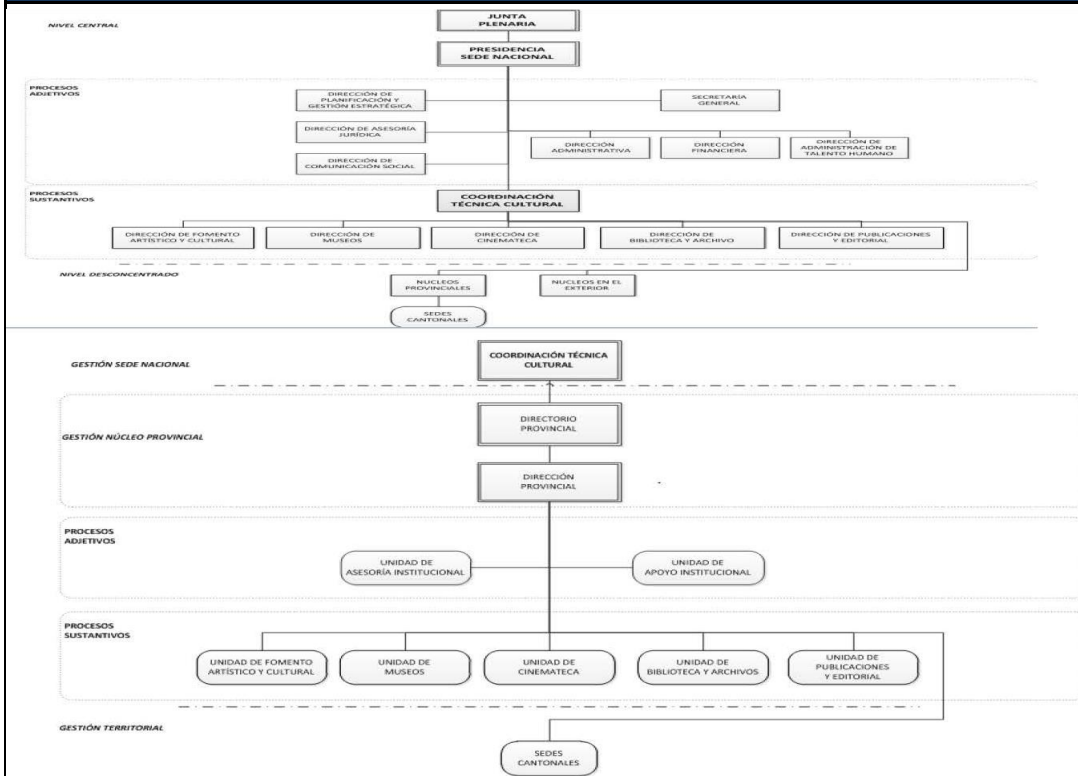 NIVEL CENTRAL
JUNTA
PLENARIA
PRESIDENCIA
SEDE NACIONAL
PROCESOS
ADJETIVOS
DIRECCIÓN DE
PLANIFICACIÓN Y
GESTIÓN ESTRATÉGICA
SECRETARÍA
GENERAL
DIRECCIÓN DE ASESORÍA
JURÍDICA
DIRECCIÓN
ADMINISTRATIVA
DIRECCIÓN
FINANCIERA
DIRECCIÓN DE
ADMINISTRACIÓN DE
TALENTO HUMANO
DIRECCIÓN DE
COMUNICACIÓN SOCIAL
PROCESOS
SUSTANTIVOS
COORDINACIÓN
TÉCNICA CULTURAL
DIRECCIÓN DE FOMENTO
ARTÍSTICO Y CULTURAL
DIRECCIÓN DE
MUSEOS
DIRECCIÓN DE
CINEMATECA
DIRECCIÓN DE
BIBLIOTECA Y ARCHIVO
DIRECCIÓN DE PUBLICACIONES
Y EDITORIAL
NIVEL DESCONCENTRADO
NUCLEOS
PROVINCIALES
NUCLEOS EN EL
EXTERIOR
SEDES
CANTONALES
GESTIÓN SEDE NACIONAL
COORDINACIÓN TÉCNICA
CULTURAL
GESTIÓN NÚCLEO PROVINCIAL
DIRECTORIO
PROVINCIAL
DIRECCIÓN
PROVINCIAL
PROCESOS
ADJETIVOS
UNIDAD DE
ASESORÍA INSTITUCIONAL
UNIDAD DE
APOYO INSTITUCIONAL
PROCESOS
SUSTANTIVOS
UNIDAD DE FOMENTO
ARTÍSTICO Y CULTURAL
UNIDAD DE
MUSEOS
UNIDAD DE
CINEMATECA
UNIDAD DE
BIBLIOTECA Y ARCHIVOS
UNIDAD DE
PUBLICACIONES
Y EDITORIAL
GESTIÓN TERRITORIAL
SEDES
CANTONALES